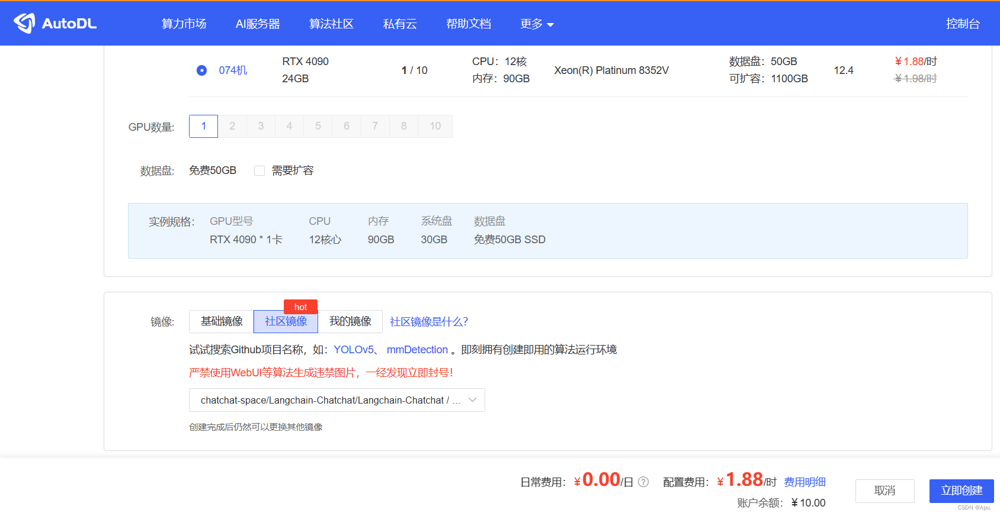 AutoDL 算力市场 AI服务器 算法社区 私有云 帮助文档 更多 控制台
074机 RTX 4090 24GB 1 / 10 CPU：12核 内存：90GB Xeon(R) Platinum 8352V 数据盘：50GB 可扩容：1100GB 12.4 ¥1.88/时 ¥1.98/时
GPU数量: 1 2 3 4 5 6 7 8 10
数据盘: 免费50GB 需要扩容
实例规格： GPU型号 CPU 内存 系统盘 数据盘
RTX 4090 * 1卡 12核心 90GB 30GB 免费50GB SSD
hot
镜像: 基础镜像 社区镜像 我的镜像 社区镜像是什么?
试试搜索Github项目名称，如：YOLOv5、 mmDetection 。即刻拥有创建即用的算法运行环境
严禁使用WebUI等算法生成违禁图片，一经发现立即封号！
chatchat-space/Langchain-Chatchat/Langchain-Chatchat / ...
创建完成后仍然可以更换其他镜像
日常费用：¥0.00/日 ? 配置费用：¥1.88/时 费用明细 取消 立即创建
账户余额：¥10.00
CSDN @Apu.